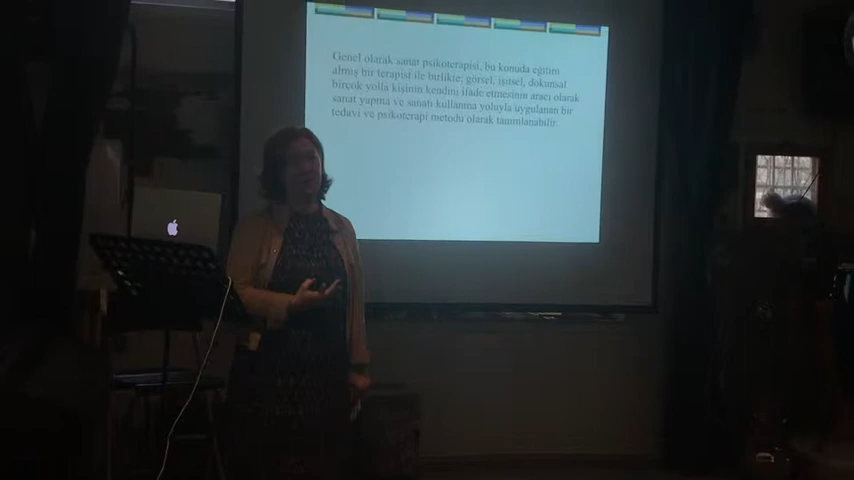 Genel olarak sanat psikoterapisi, bu konuda eğitim
almış bir terapist ile birlikte; görsel, işitsel, dokunsal
birçok yolla kişinin kendini ifade etmesinin aracı olarak
sanat yapma ve sanatı kullanma yoluyla uygulanan bir
tedavi ve psikoterapi metodu olarak tanımlanabilir.